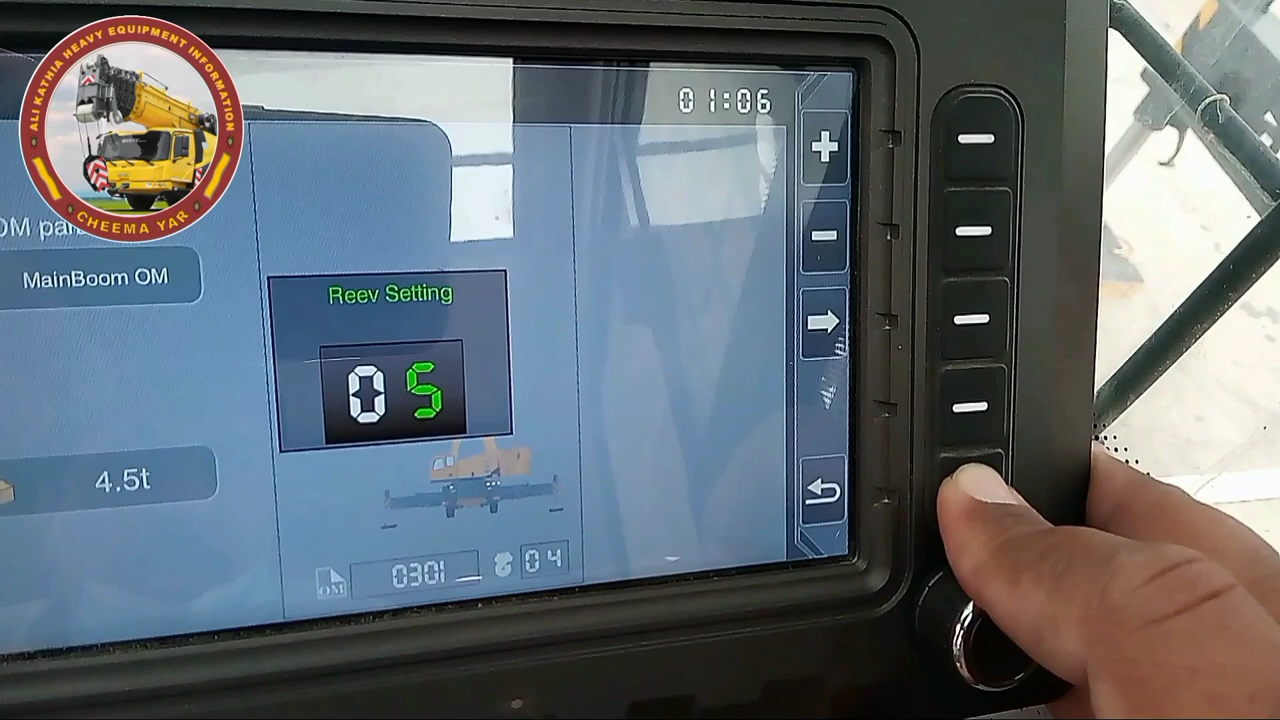 ALI KATHIA HEAVY EQUIPMENT INFORMATION
CHEEMA YAR
01:06
MainBoom OM
Reev Setting
05
4.5t
OM
0301
04